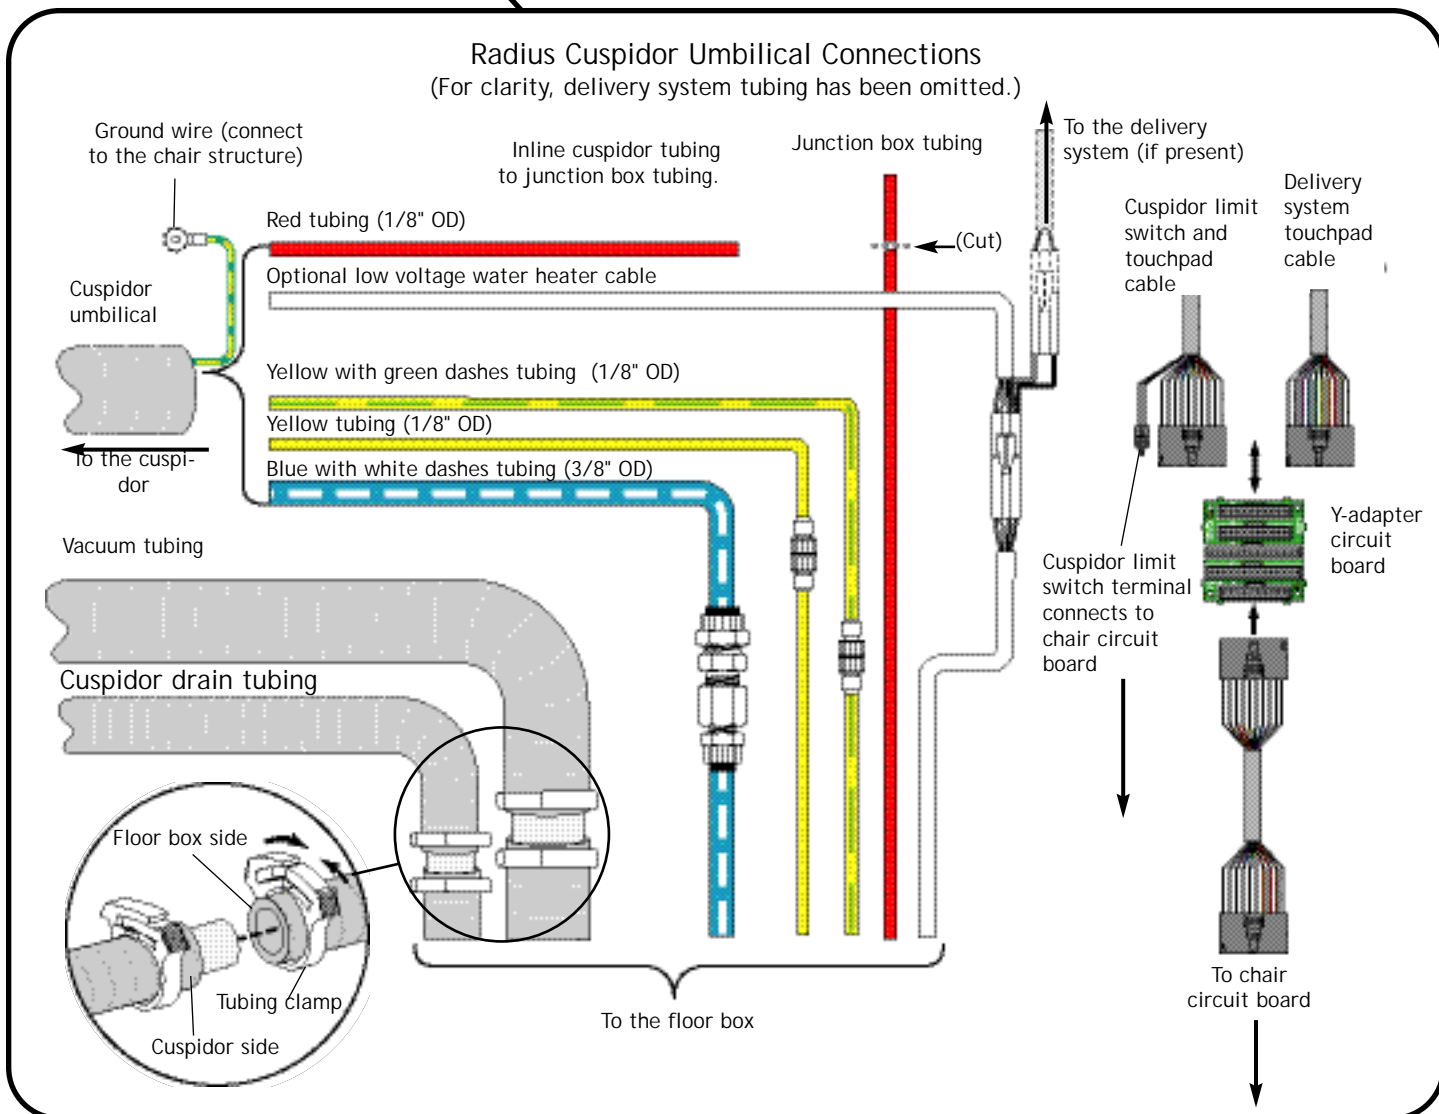 Radius Cuspidor Umbilical Connections
(For clarity, delivery system tubing has been omitted.)
Ground wire (connect
to the chair structure)
Inline cuspidor tubing
to junction box tubing.
Junction box tubing
To the delivery
system (if present)
Cuspidor limit
switch and
touchpad
cable
Delivery
system
touchpad
cable
Red tubing (1/8" OD)
(Cut)
Optional low voltage water heater cable
Cuspidor
umbilical
Yellow with green dashes tubing (1/8" OD)
Yellow tubing (1/8" OD)
To the cuspi-
dor
Blue with white dashes tubing (3/8" OD)
Vacuum tubing
Y-adapter
circuit
board
Cuspidor limit
switch terminal
connects to
chair circuit
board
Cuspidor drain tubing
Floor box side
Tubing clamp
Cuspidor side
To the floor box
To chair
circuit board